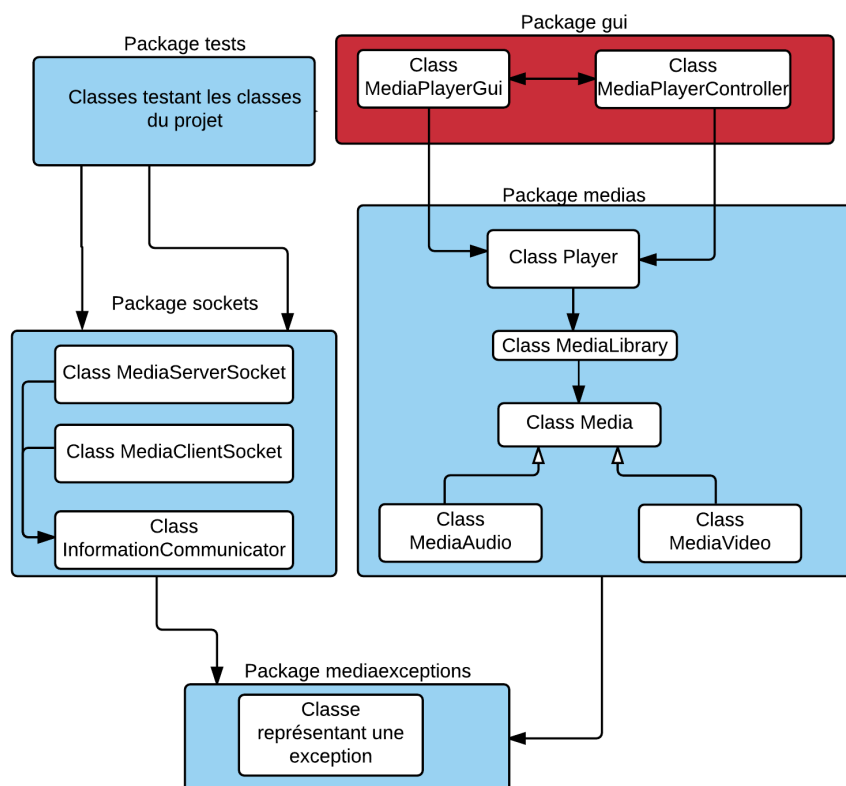 Package tests
Classes testant les classes
du projet
Package gui
Class
MediaPlayerGui
Class
MediaPlayerController
Package medias
Class Player
Class MediaLibrary
Class Media
Class
MediaAudio
Class
MediaVideo
Package sockets
Class MediaServerSocket
Class MediaClientSocket
Class
InformationCommunicator
Package mediaexceptions
Classe
représentant une
exception